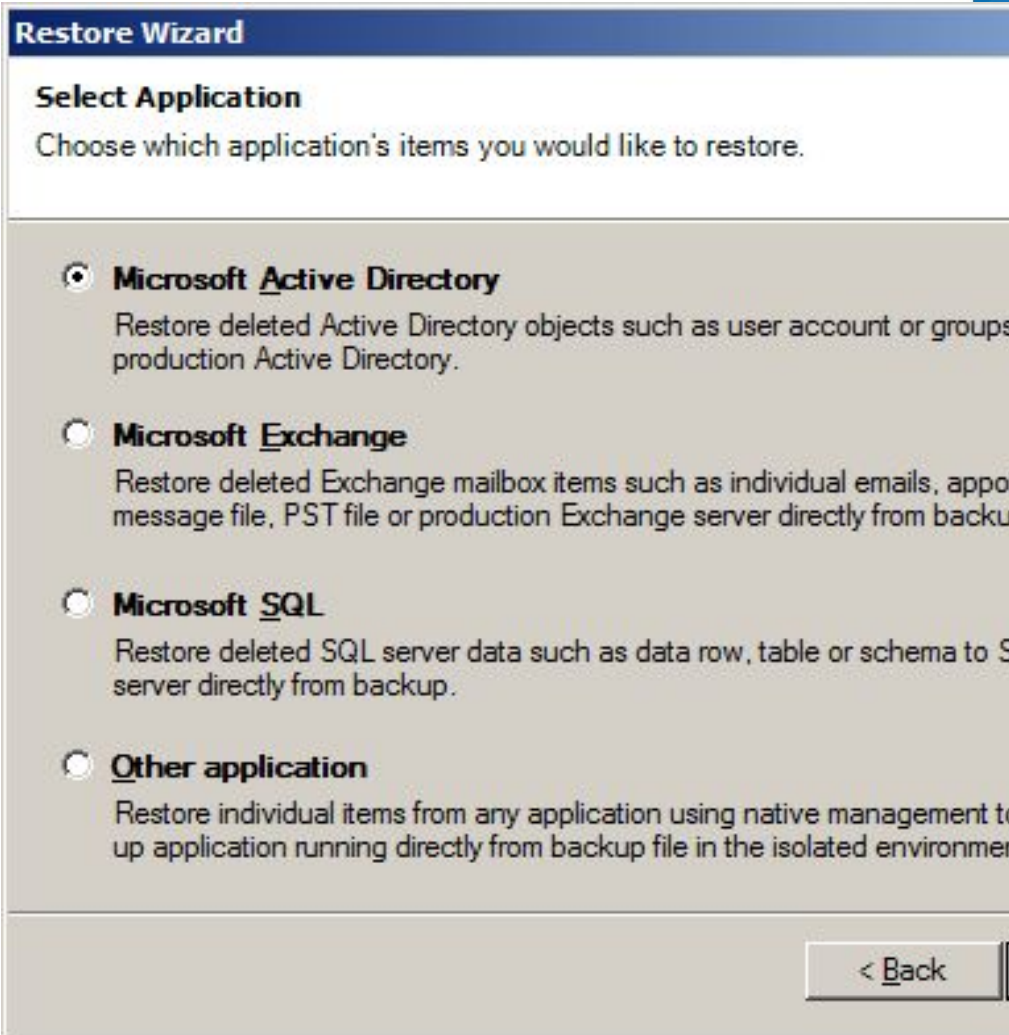 Restore Wizard
Select Application
Choose which application's items you would like to restore.
Microsoft Active Directory
Restore deleted Active Directory objects such as user account or groups
production Active Directory.
Microsoft Exchange
Restore deleted Exchange mailbox items such as individual emails, appo
message file, PST file or production Exchange server directly from backu
Microsoft SQL
Restore deleted SQL server data such as data row, table or schema to S
server directly from backup.
Other application
Restore individual items from any application using native management to
up application running directly from backup file in the isolated environmen
< Back